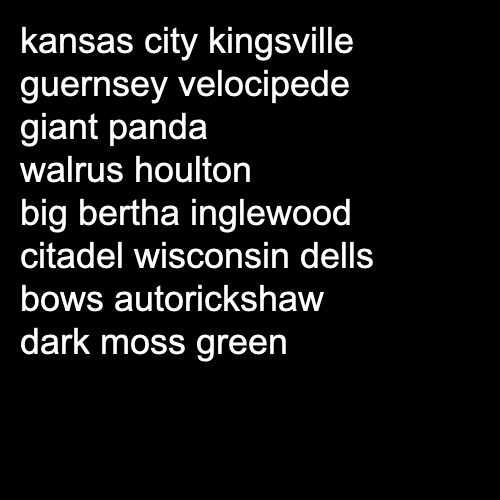 kansas city kingsville
guernsey velocipede
giant panda
walrus houlton
big bertha inglewood
citadel wisconsin dells
bows autorickshaw
dark moss green